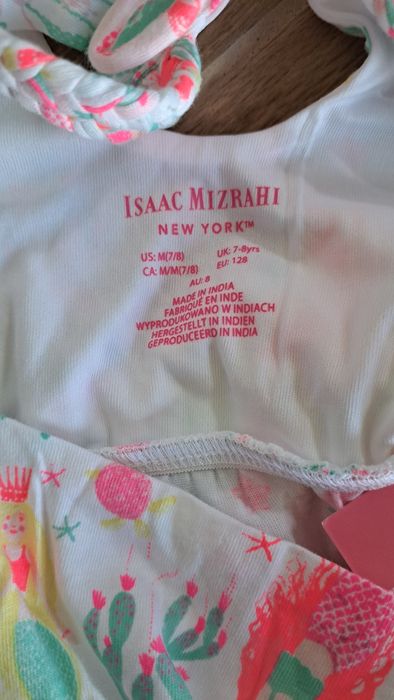 ISAAC MIZRAHI
NEW YORK™
US: M(7/8) UK: 7-8yrs
CA: M/M(7/8) EU: 128
AU: 8
MADE IN INDIA
FABRIQUÉ EN INDE
WYPRODUKOWANO W INDIACH
HERGESTELLT IN INDIEN
GEPRODUCEERD IN INDIA